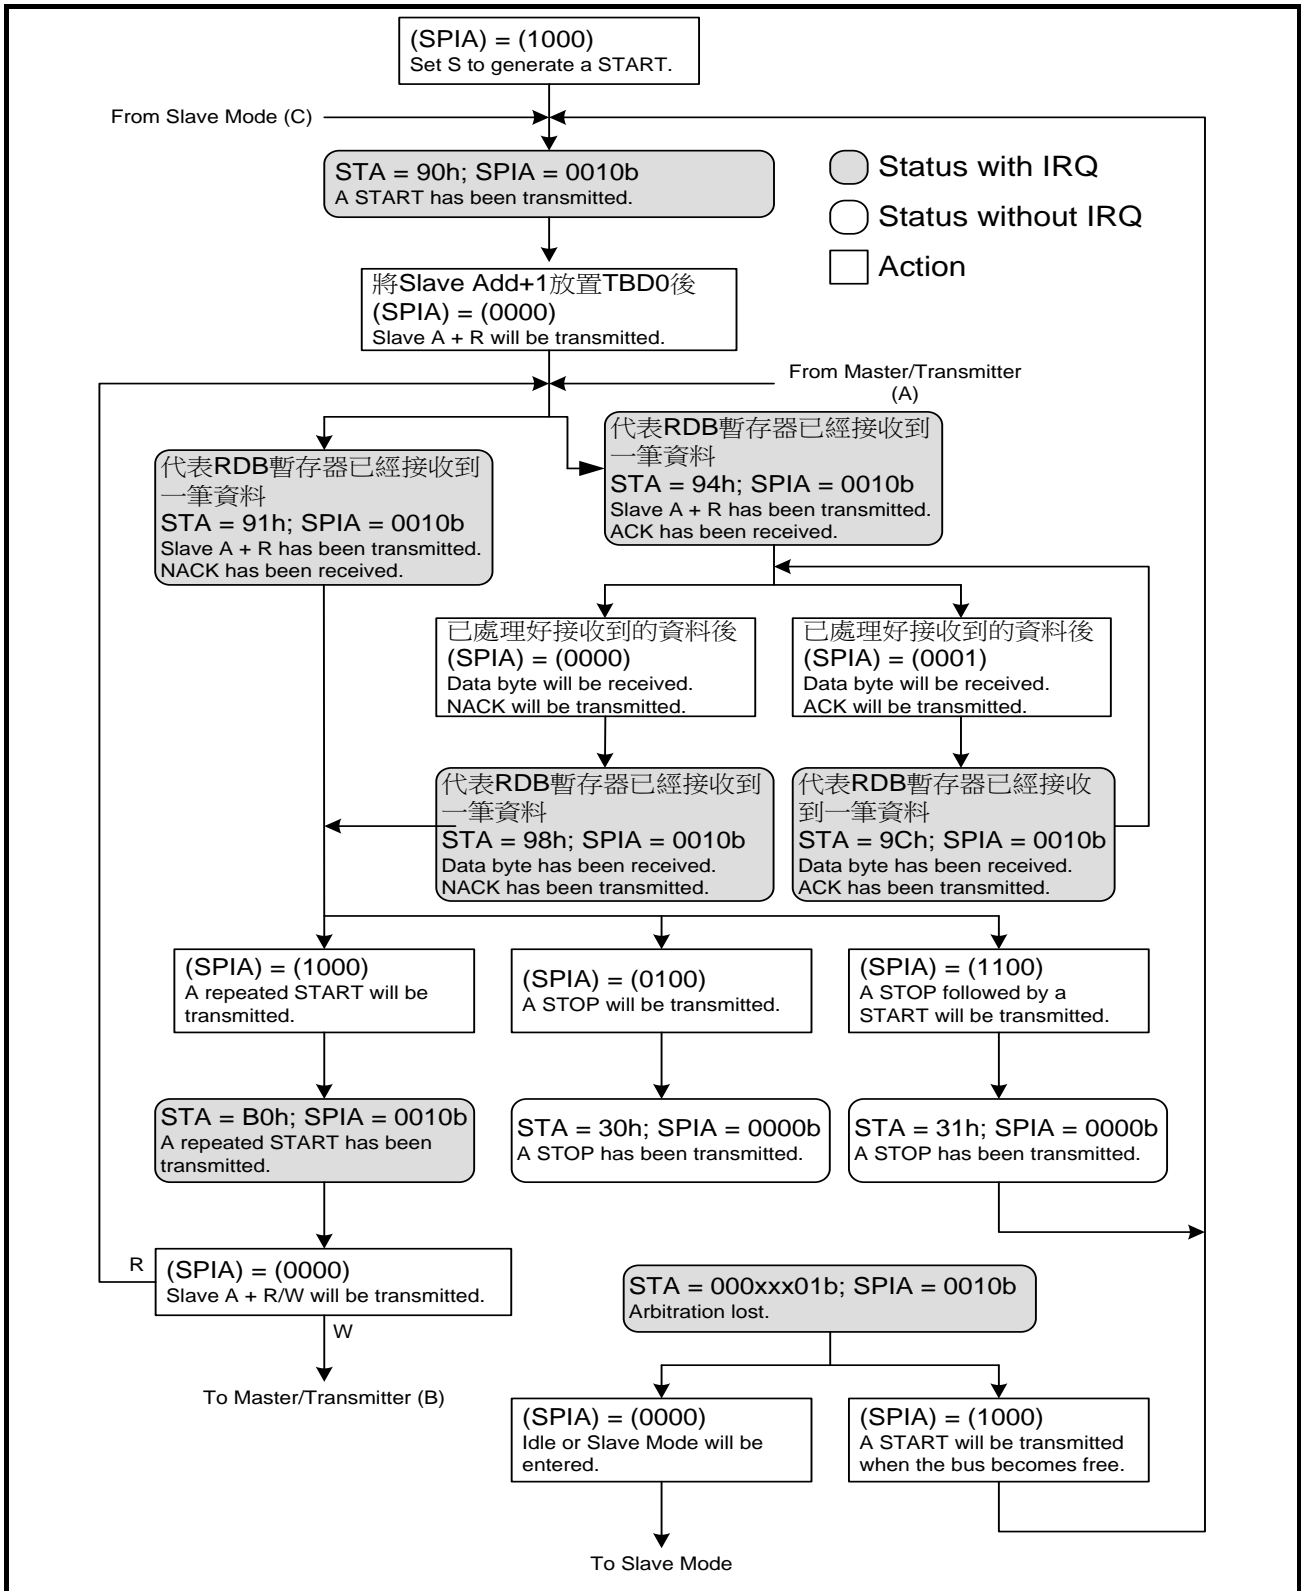 (SPIA) = (1000)
Set S to generate a START.
From Slave Mode (C)
STA = 90h; SPIA = 0010b
A START has been transmitted.
Status with IRQ
Status without IRQ
Action
將Slave Add+1放置TBD0後
(SPIA) = (0000)
Slave A + R will be transmitted.
From Master/Transmitter
(A)
代表RDB暫存器已經接收到
一筆資料
STA = 91h; SPIA = 0010b
Slave A + R has been transmitted.
NACK has been received.
代表RDB暫存器已經接收到
一筆資料
STA = 94h; SPIA = 0010b
Slave A + R has been transmitted.
ACK has been received.
已處理好接收到的資料後
(SPIA) = (0000)
Data byte will be received.
NACK will be transmitted.
已處理好接收到的資料後
(SPIA) = (0001)
Data byte will be received.
ACK will be transmitted.
代表RDB暫存器已經接收到
一筆資料
STA = 98h; SPIA = 0010b
Data byte has been received.
NACK has been transmitted.
代表RDB暫存器已經接收
到一筆資料
STA = 9Ch; SPIA = 0010b
Data byte has been received.
ACK has been transmitted.
(SPIA) = (1000)
A repeated START will be
transmitted.
(SPIA) = (0100)
A STOP will be transmitted.
(SPIA) = (1100)
A STOP followed by a
START will be transmitted.
STA = B0h; SPIA = 0010b
A repeated START has been
transmitted.
STA = 30h; SPIA = 0000b
A STOP has been transmitted.
STA = 31h; SPIA = 0000b
A STOP has been transmitted.
R
(SPIA) = (0000)
Slave A + R/W will be transmitted.
W
To Master/Transmitter (B)
STA = 000xxx01b; SPIA = 0010b
Arbitration lost.
(SPIA) = (0000)
Idle or Slave Mode will be
entered.
(SPIA) = (1000)
A START will be transmitted
when the bus becomes free.
To Slave Mode